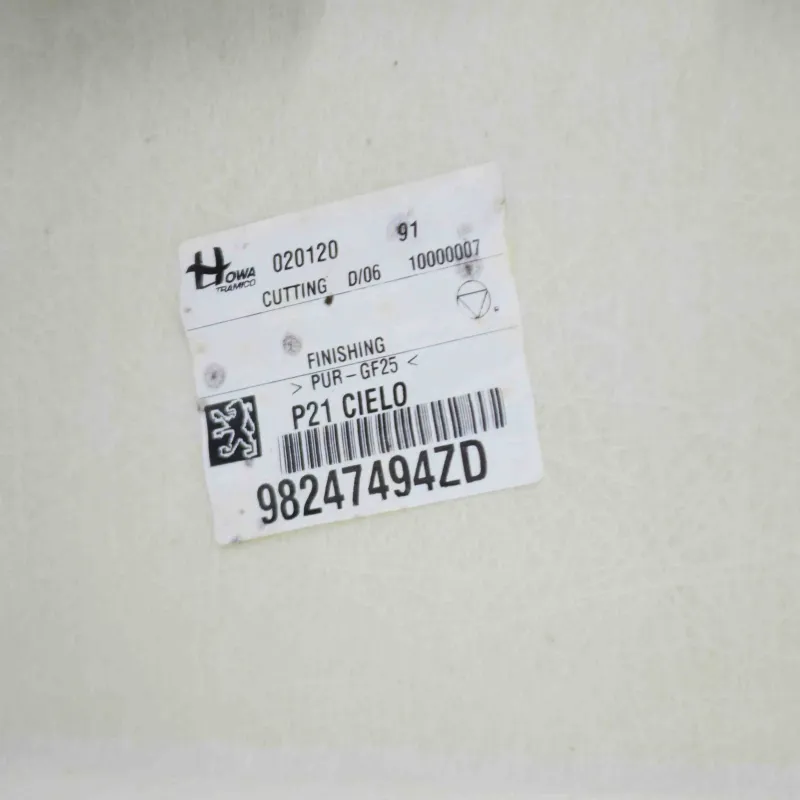 HOWA
TRAMICO
020120 91
CUTTING D/06 10000007
FINISHING
> PUR-GF25 <
P21 CIELO
98247494ZD